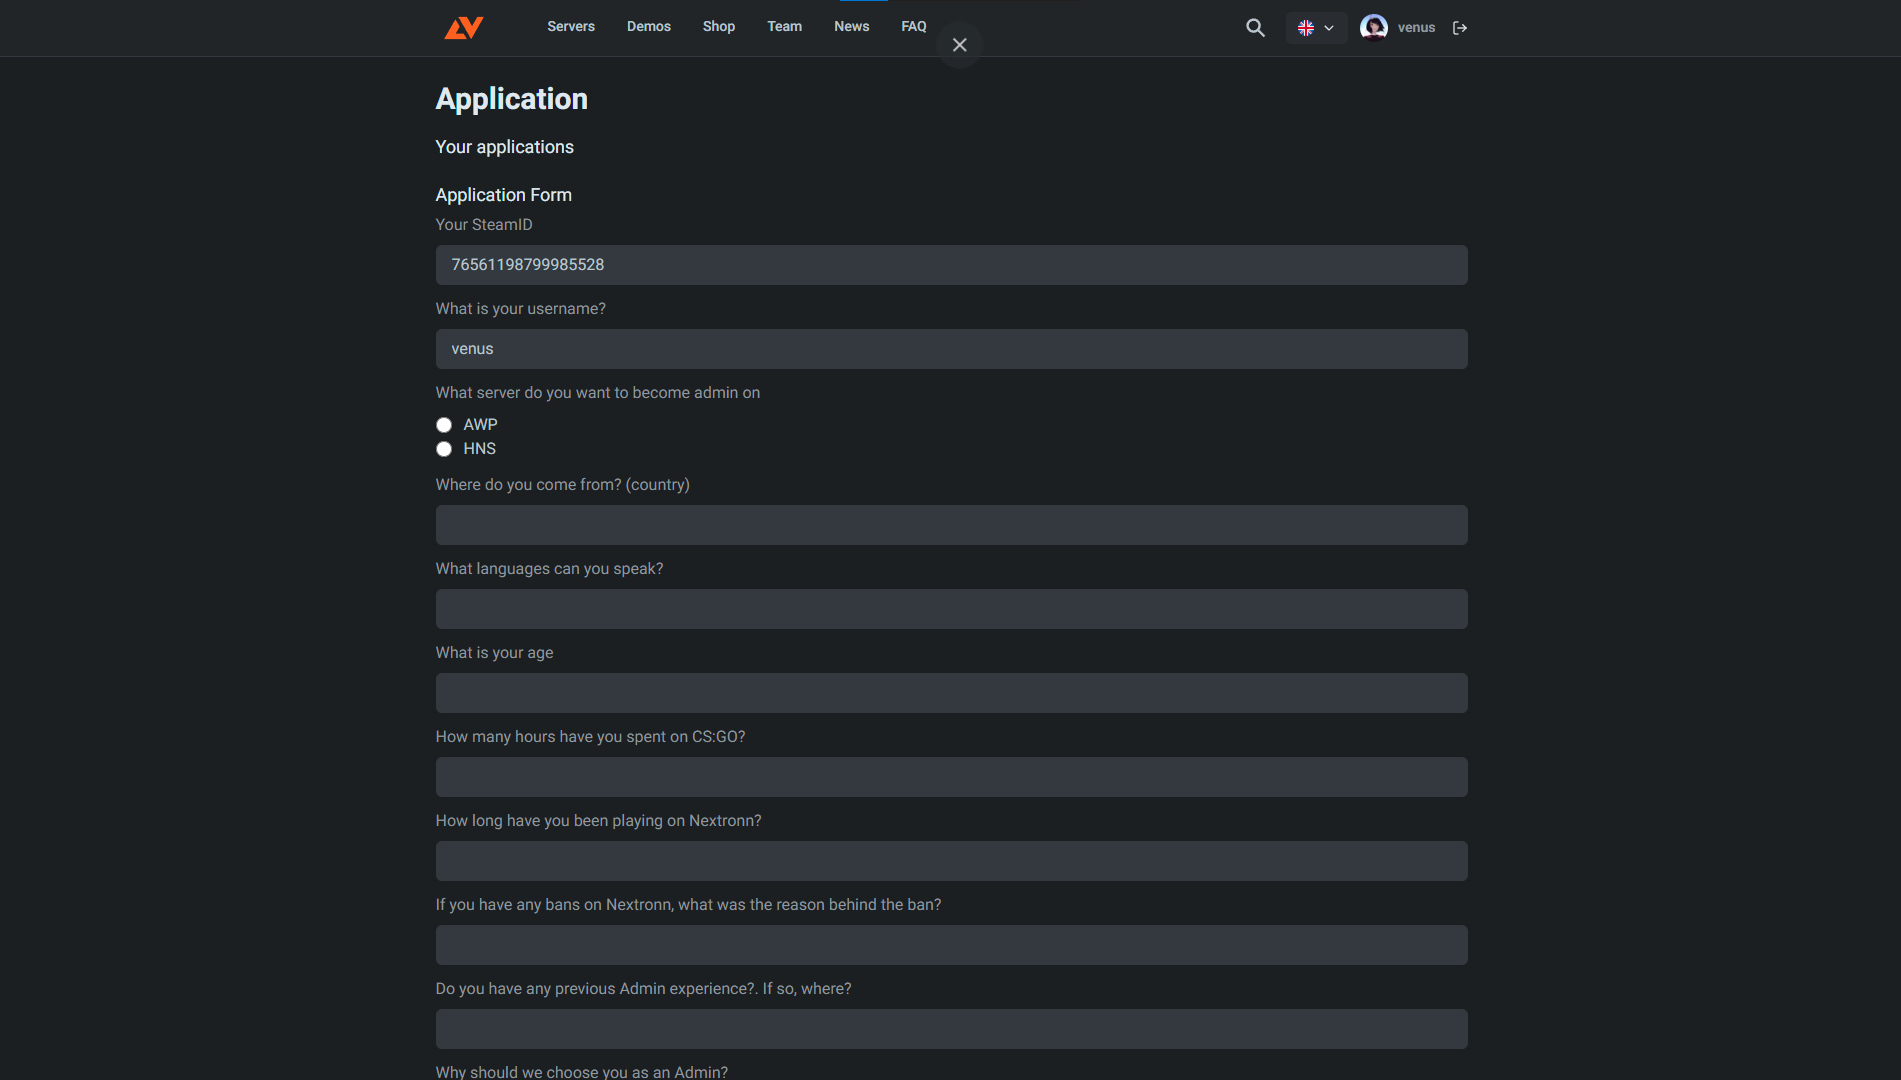 Servers Demos Shop Team News FAQ venus
Application
Your applications
Application Form
Your SteamID
76561198799985528
What is your username?
venus
What server do you want to become admin on
AWP
HNS
Where do you come from? (country)
What languages can you speak?
What is your age
How many hours have you spent on CS:GO?
How long have you been playing on Nextronn?
If you have any bans on Nextronn, what was the reason behind the ban?
Do you have any previous Admin experience?. If so, where?
Why should we choose you as an Admin?